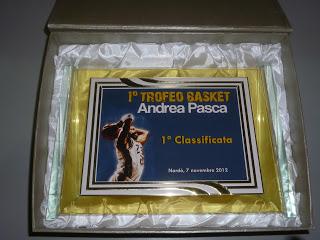 1° TROFEO BASKET
Andrea Pasca
1ª Classificata
Nardò, 7 novembre 2012